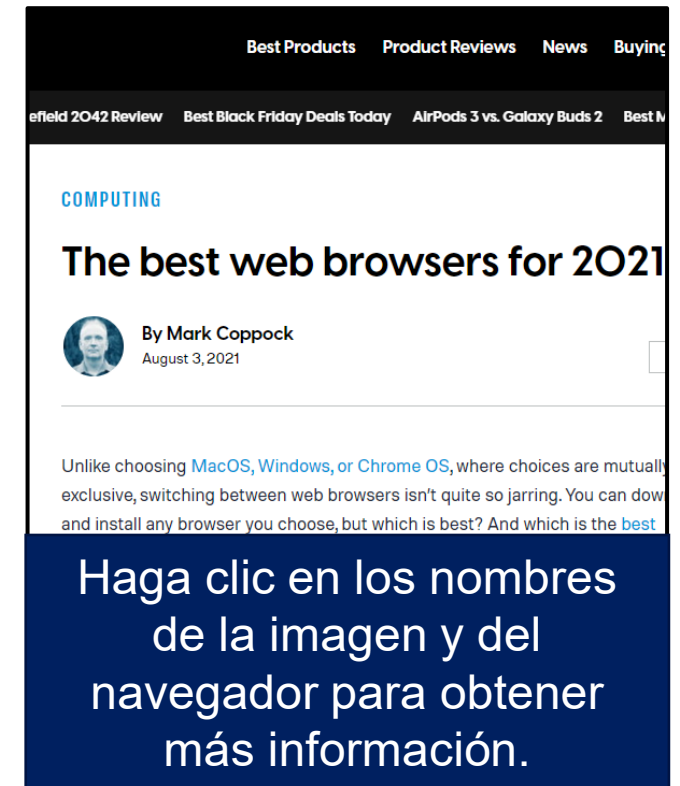 Best Products Product Reviews News Buying
efield 2042 Review Best Black Friday Deals Today AirPods 3 vs. Galaxy Buds 2 Best M
COMPUTING
The best web browsers for 2021
By Mark Coppock
August 3, 2021
Unlike choosing MacOS, Windows, or Chrome OS, where choices are mutually
exclusive, switching between web browsers isn't quite so jarring. You can dow
and install any browser you choose, but which is best? And which is the best
Haga clic en los nombres
de la imagen y del
navegador para obtener
más información.